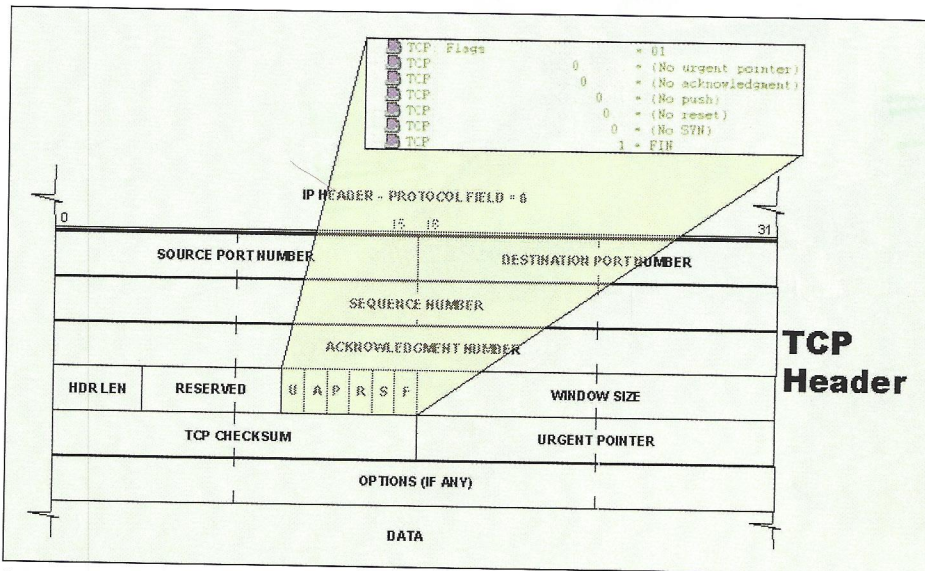 TCP: Flags = 01
TCP 0 = (No urgent pointer)
TCP 0 = (No acknowledgment)
TCP 0 = (No push)
TCP 0 = (No reset)
TCP 0 = (No SYN)
TCP 1 = FIN
IP HEADER - PROTOCOL FIELD = 6
0 15 16 31
SOURCE PORT NUMBER DESTINATION PORT NUMBER
SEQUENCE NUMBER
ACKNOWLEDGMENT NUMBER
TCP Header
HDR LEN RESERVED U A P R S F WINDOW SIZE
TCP CHECKSUM URGENT POINTER
OPTIONS (IF ANY)
DATA